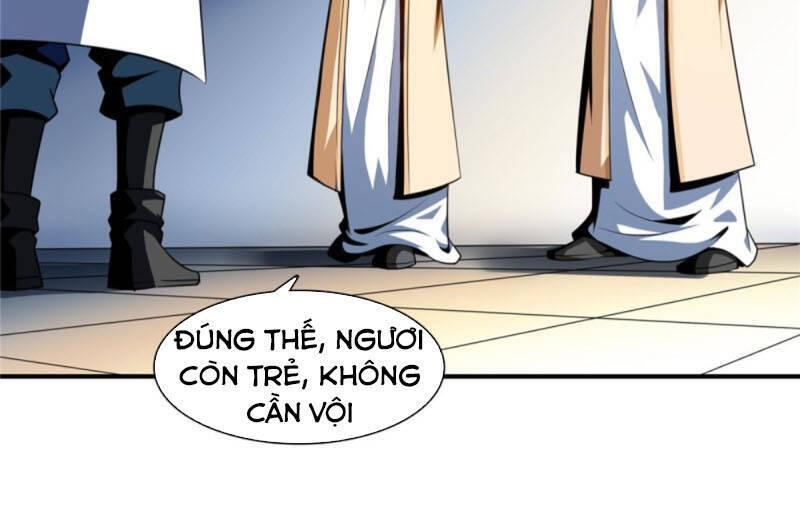 ĐÚNG THẾ, NGƯƠI
CÒN TRẺ, KHÔNG
CẦN VỘI